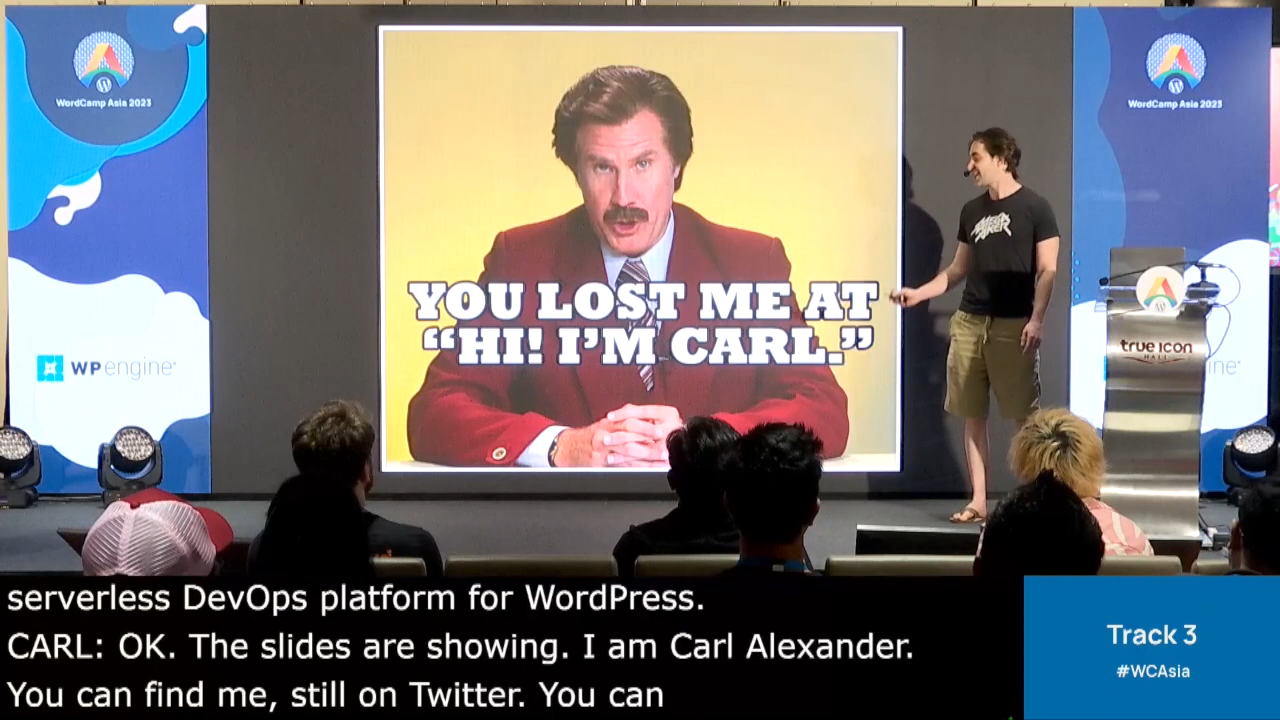 WordCamp Asia 2023
WordCamp Asia 2023
YOU LOST ME AT
“HI! I’M CARL.”
WP engine
true icon
HALL
ine
serverless DevOps platform for WordPress.
CARL: OK. The slides are showing. I am Carl Alexander.
You can find me, still on Twitter. You can
Track 3
#WCAsia